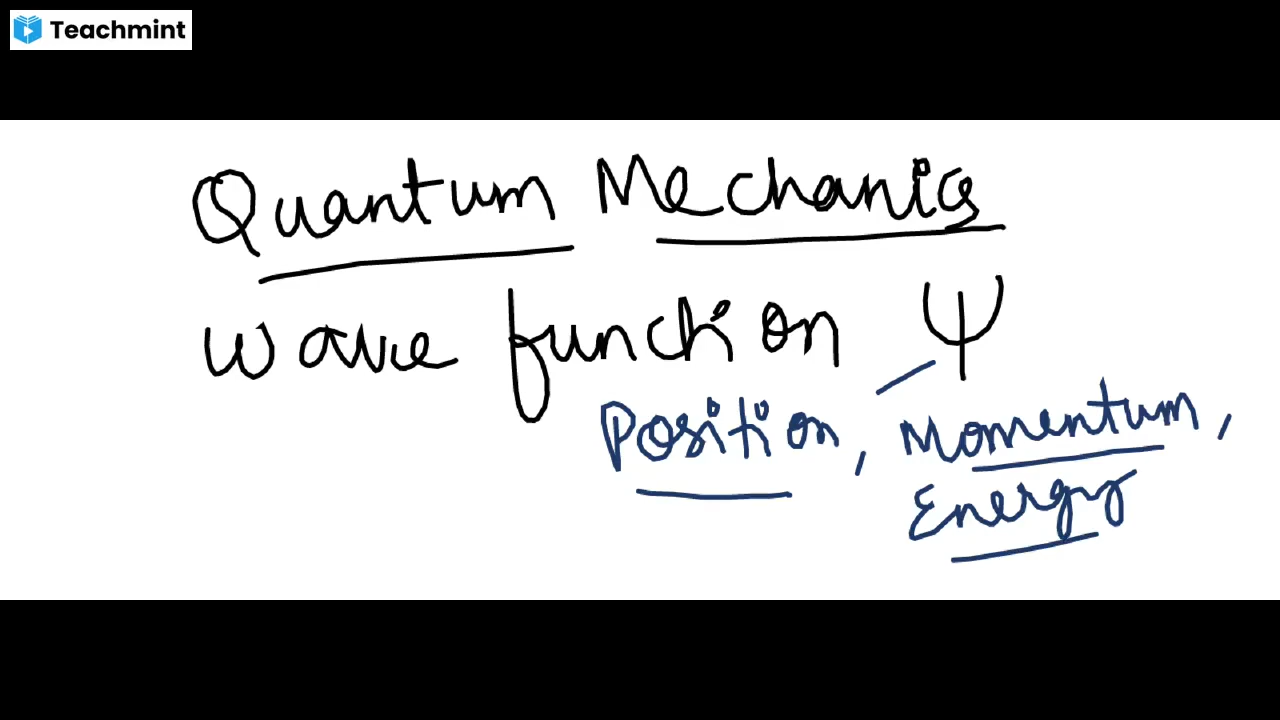 Teachmint
Quantum Mechanics
wave function Ψ
Position, Momentum,
Energy